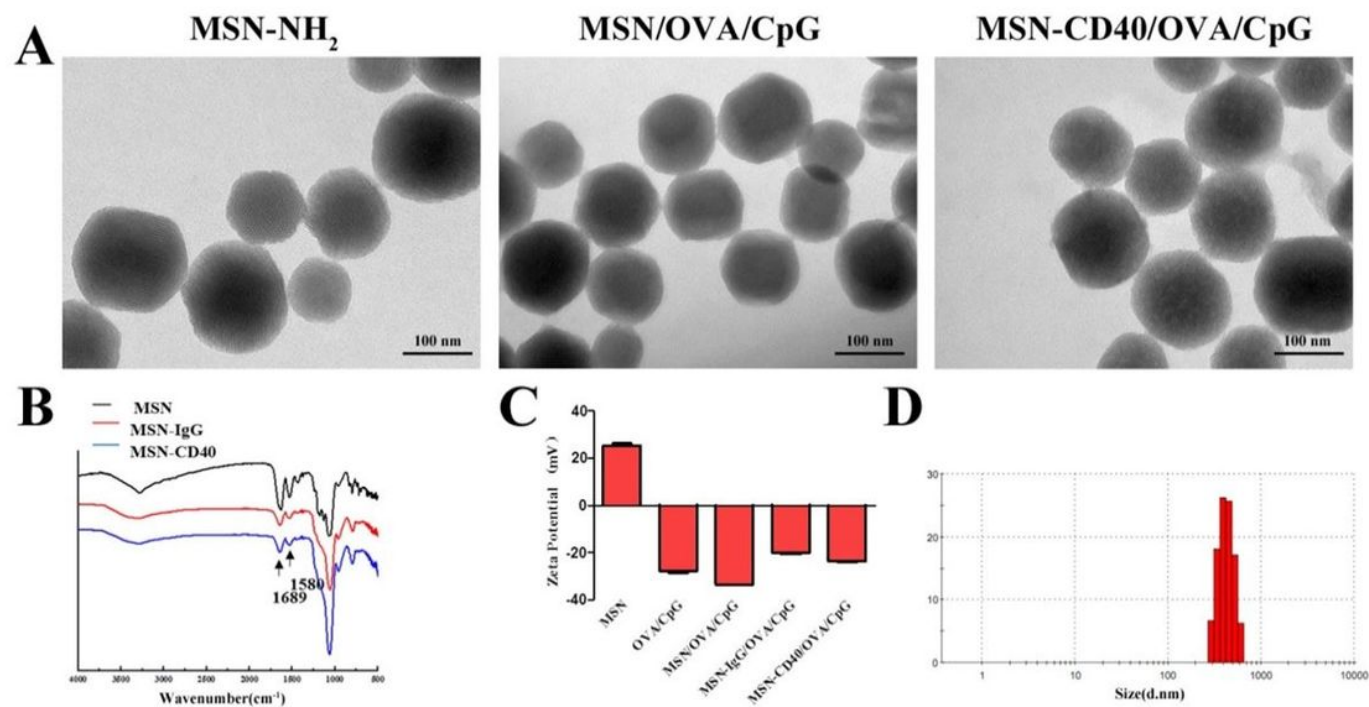 MSN-NH2
MSN/OVA/CpG
MSN-CD40/OVA/CpG
A
100 nm
100 nm
100 nm
B
MSN
MSN-IgG
MSN-CD40
1580
1689
4000
3500
3000
2500
2000
1500
1000
500
Wavenumber(cm-1)
C
Zeta Potential (mV)
40
20
0
-20
-40
MSN
OVA/CpG
MSN/OVA/CpG
MSN-IgG/OVA/CpG
MSN-CD40/OVA/CpG
D
30
20
10
0
1
10
100
1000
10000
Size(d.nm)